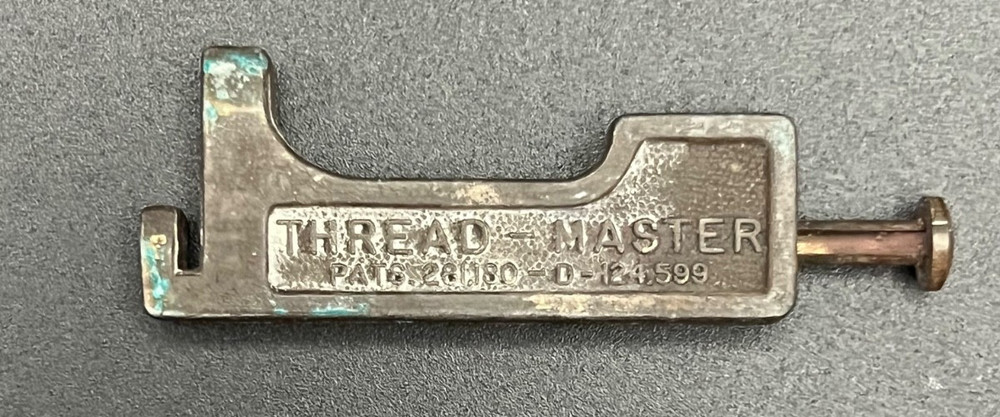 THREAD - MASTER
PATS. 261180 - D - 124,599